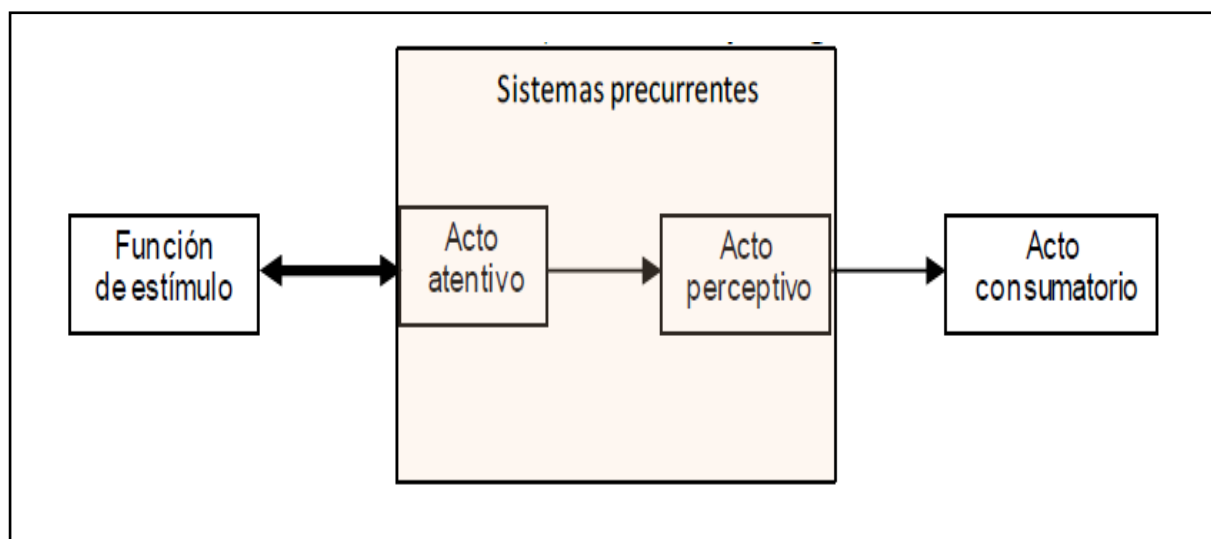 Sistemas precurrentes
Función
de estímulo
Acto
atentivo
Acto
perceptivo
Acto
consumatorio